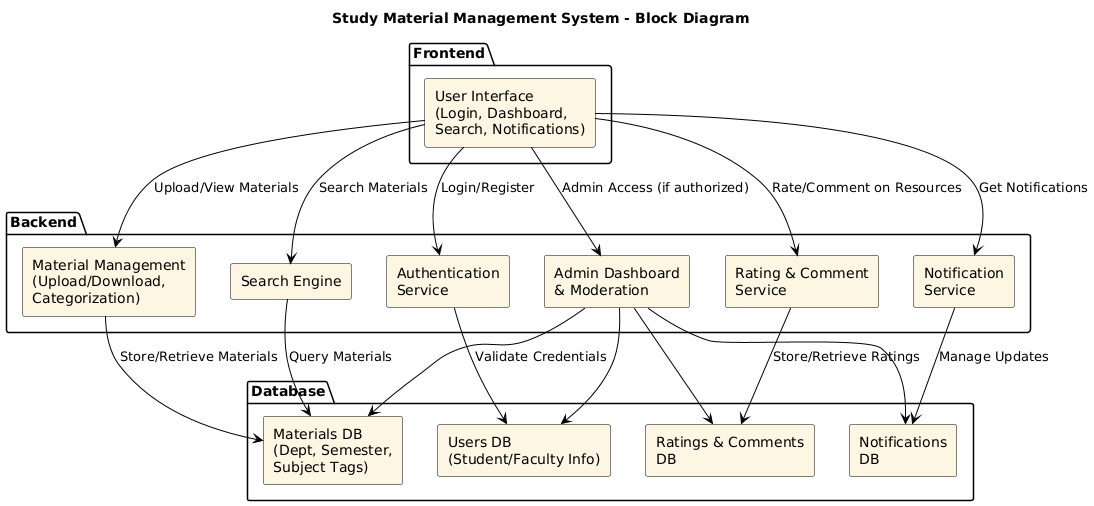 Study Material Management System - Block Diagram
Frontend
User Interface
(Login, Dashboard,
Search, Notifications)
Upload/View Materials
Search Materials
Login/Register
Admin Access (if authorized)
Rate/Comment on Resources
Get Notifications
Backend
Material Management
(Upload/Download,
Categorization)
Search Engine
Authentication
Service
Admin Dashboard
& Moderation
Rating & Comment
Service
Notification
Service
Store/Retrieve Materials
Query Materials
Validate Credentials
Store/Retrieve Ratings
Manage Updates
Database
Materials DB
(Dept, Semester,
Subject Tags)
Users DB
(Student/Faculty Info)
Ratings & Comments
DB
Notifications
DB